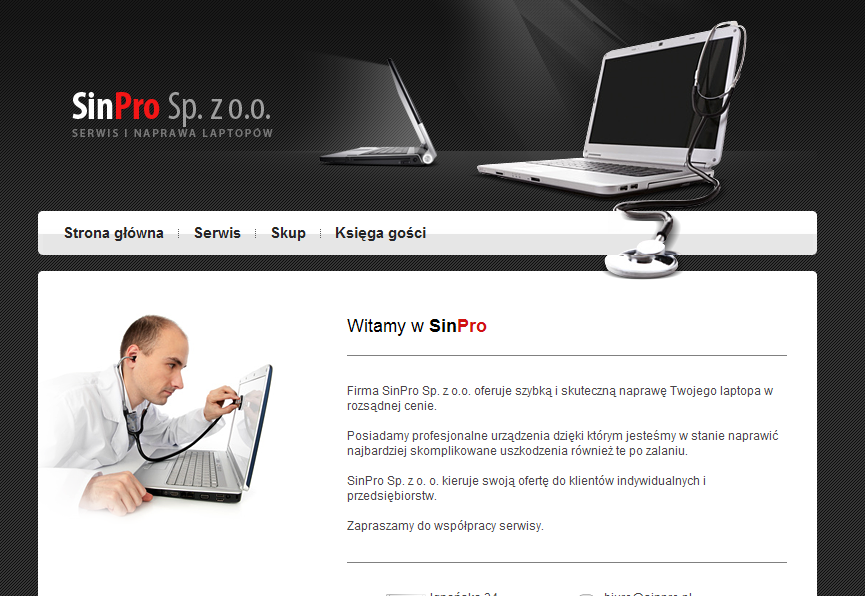 SinPro Sp. z o.o.
SERWIS I NAPRAWA LAPTOPÓW
Strona główna
Serwis
Skup
Księga gości
Witamy w SinPro
Firma SinPro Sp. z o.o. oferuje szybką i skuteczną naprawę Twojego laptopa w
rozsądnej cenie.
Posiadamy profesjonalne urządzenia dzięki którym jesteśmy w stanie naprawić
najbardziej skomplikowane uszkodzenia również te po zalaniu.
SinPro Sp. z o. o. kieruje swoją ofertę do klientów indywidualnych i
przedsiębiorstw.
Zapraszamy do współpracy serwisy.